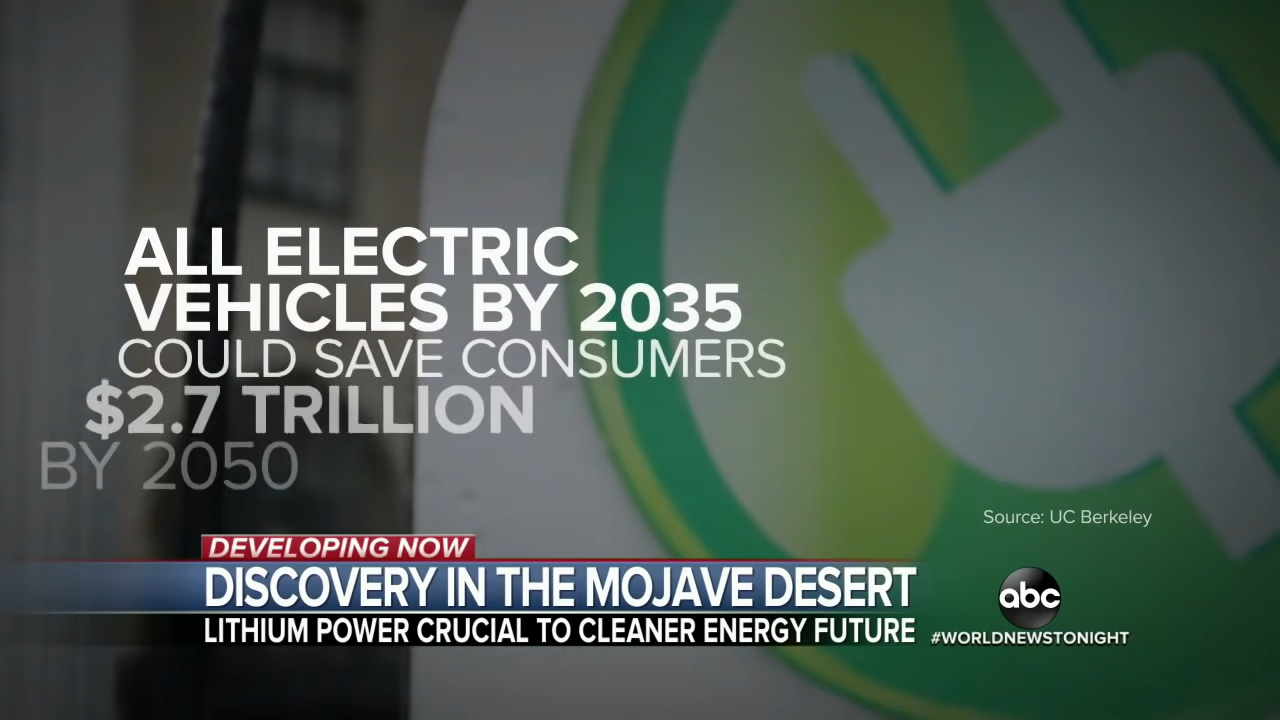 ALL ELECTRIC
VEHICLES BY 2035
COULD SAVE CONSUMERS
$2.7 TRILLION
BY 2050
Source: UC Berkeley
DEVELOPING NOW
DISCOVERY IN THE MOJAVE DESERT
LITHIUM POWER CRUCIAL TO CLEANER ENERGY FUTURE
abc
#WORLDNEWSTONIGHT